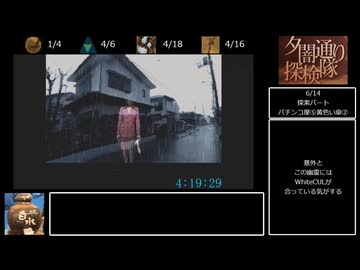 1/4
4/6
4/18
4/16
夕闇通り
探検隊
6/14
探索パート
パチンコ屋⑤黄色い傘②
4:19:29
意外と
この幽霊には
WhiteCULが
合っている気がする
自水